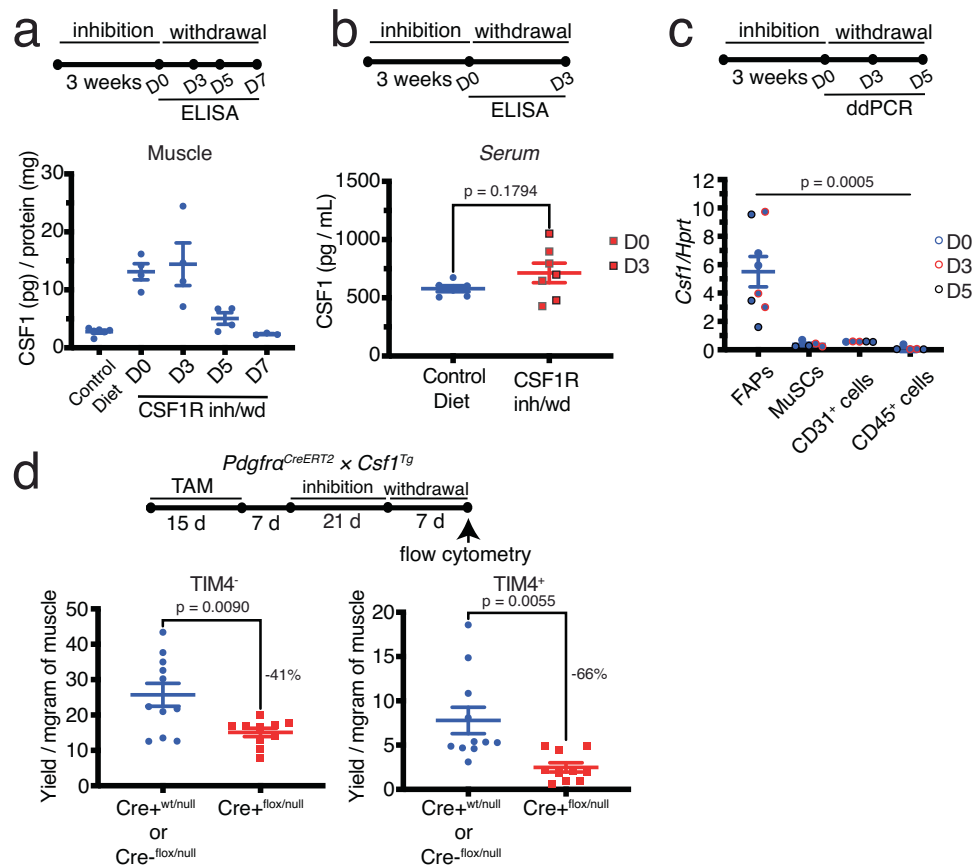 a
inhibition withdrawal
3 weeks D0 D3 D5 D7
ELISA
Muscle
CSF1 (pg) / protein (mg)
30
20
10
0
Control Diet
D0
D3
D5
D7
CSF1R inh/wd
b
inhibition withdrawal
3 weeks D0 D3
ELISA
Serum
p = 0.1794
CSF1 (pg / mL)
1500
1000
500
0
Control
Diet
CSF1R
inh/wd
D0
D3
c
inhibition withdrawal
3 weeks D0 D3 D5
ddPCR
p = 0.0005
Csf1/Hprt
12
10
8
6
4
2
0
FAPs
MuSCs
CD31⁺ cells
CD45⁺ cells
D0
D3
D5
d
Pdgfrα^CreERT2 × Csf1^Tg
TAM inhibition withdrawal
15 d 7 d 21 d 7 d
flow cytometry
TIM4⁻
p = 0.0090
-41%
Yield / mgram of muscle
50
40
30
20
10
0
Cre+^wt/null
or
Cre-^flox/null
Cre+^flox/null
TIM4⁺
p = 0.0055
-66%
Yield / mgram of muscle
20
15
10
5
0
Cre+^wt/null
or
Cre-^flox/null
Cre+^flox/null